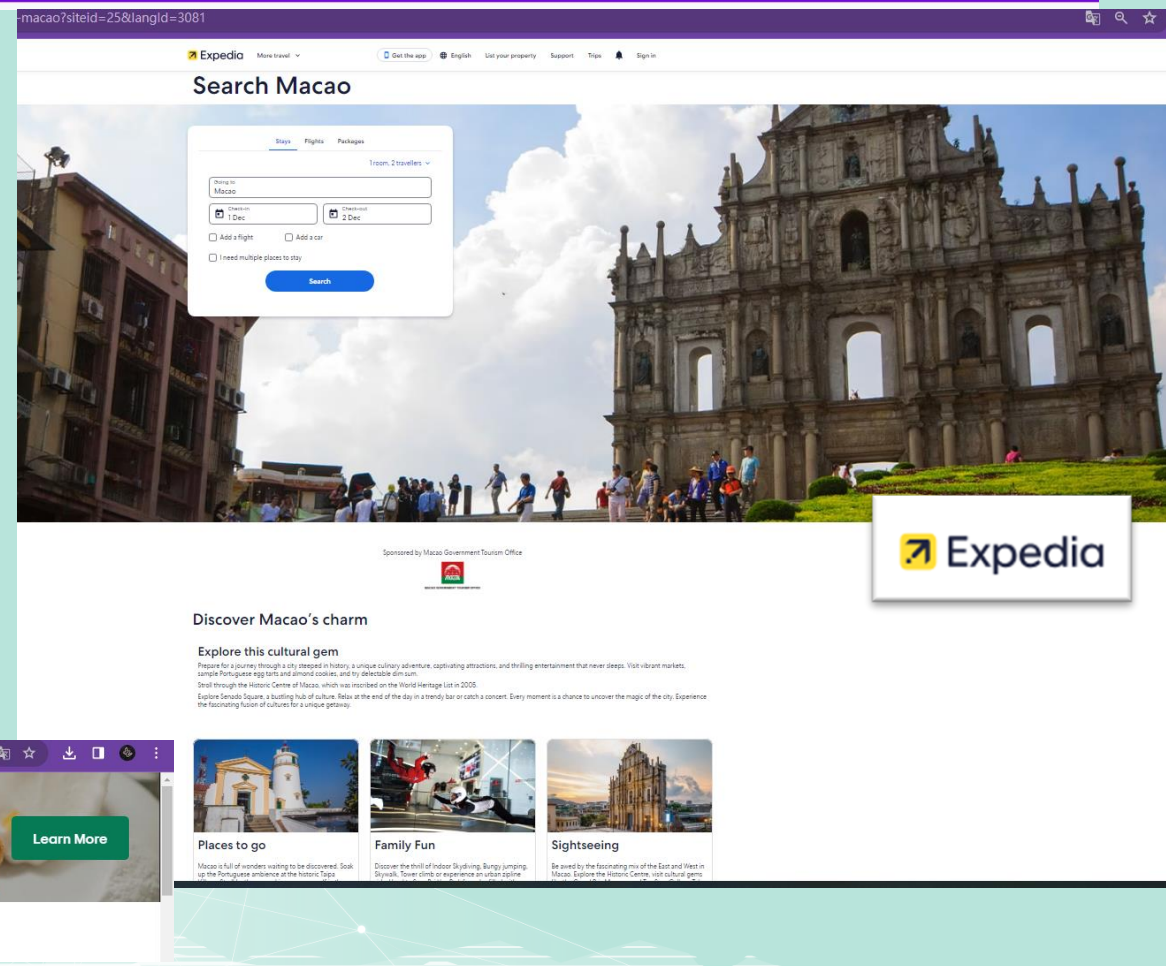 -macao?siteid=25&langId=3081
Expedia More travel Get the app English List your property Support Trips Sign in
Search Macao
Stays Flights Packages
1 room, 2 travellers
Going to
Macao
Check-in Check-out
1 Dec 2 Dec
Add a flight Add a car
I need multiple places to stay
Search
Expedia
Sponsored by Macao Government Tourism Office
MACAO GOVERNMENT TOURISM OFFICE
Discover Macao's charm
Explore this cultural gem
Prepare for a journey through a city steeped in history, a unique culinary adventure, captivating attractions, and thrilling entertainment that never sleeps. Visit vibrant markets,
sample Portuguese egg tarts and almond cookies, and try delectable dim sum.
Stroll through the Historic Centre of Macao, which was inscribed on the World Heritage List in 2005.
Explore Senado Square, a bustling hub of culture. Relax at the end of the day in a trendy bar or catch a concert. Every moment is a chance to uncover the magic of the city. Experience
the fascinating fusion of cultures for a unique getaway.
Learn More
Places to go
Macao is full of wonders waiting to be discovered. Soak
up the Portuguese ambience at the historic Taipa
Family Fun
Discover the thrill of Indoor Skydiving, Bungy jumping,
Skywalk, Tower climb or experience an urban zipline
Sightseeing
Be awed by the fascinating mix of the East and West in
Macao. Explore the Historic Centre, visit cultural gems